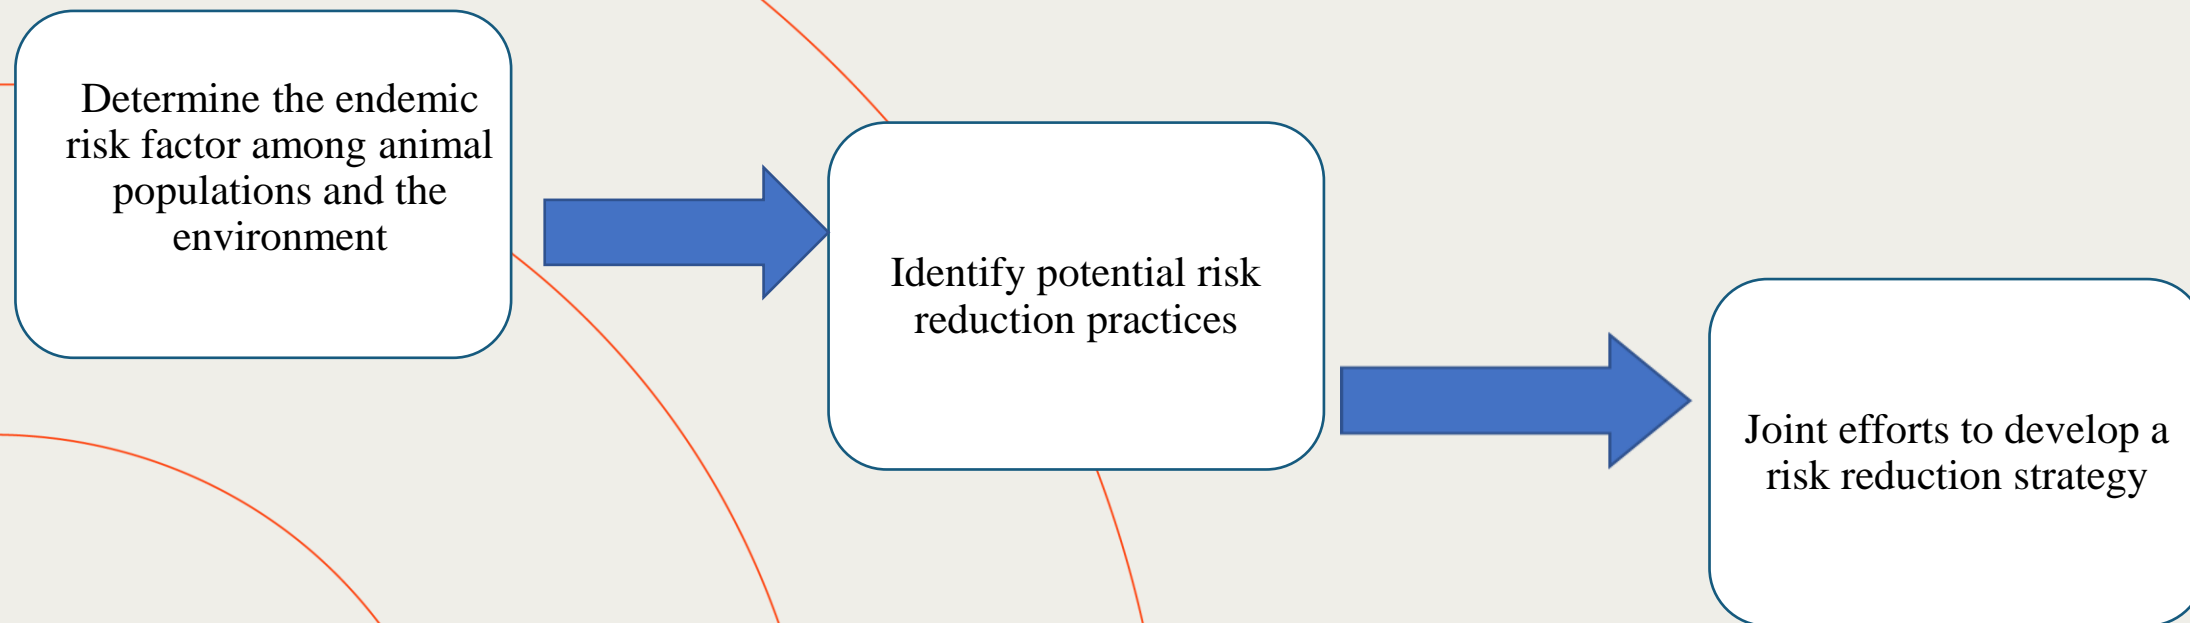 Determine the endemic
risk factor among animal
populations and the
environment
Identify potential risk
reduction practices
Joint efforts to develop a
risk reduction strategy